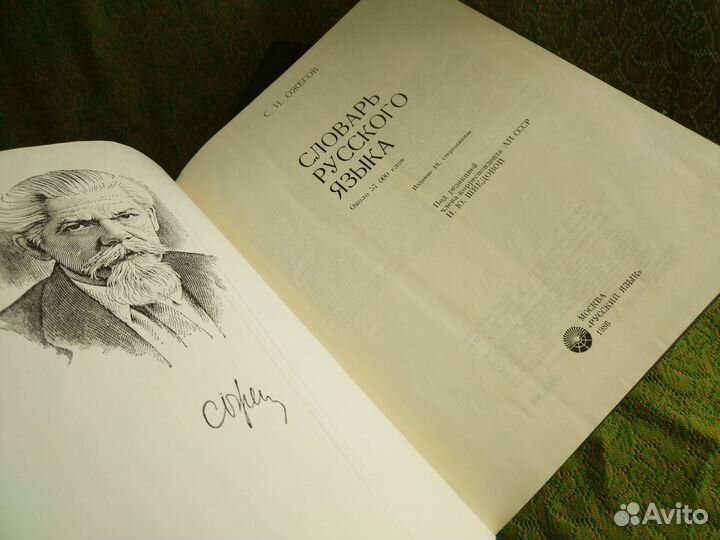 С. И. ОЖЕГОВ
СЛОВАРЬ
РУССКОГО
ЯЗЫКА
Около 57 000 слов
Издание 18, стереотипное
Под редакцией
члена-корреспондента АН СССР
Н. Ю. ШВЕДОВОЙ
МОСКВА
«РУССКИЙ ЯЗЫК»
1986
Avito